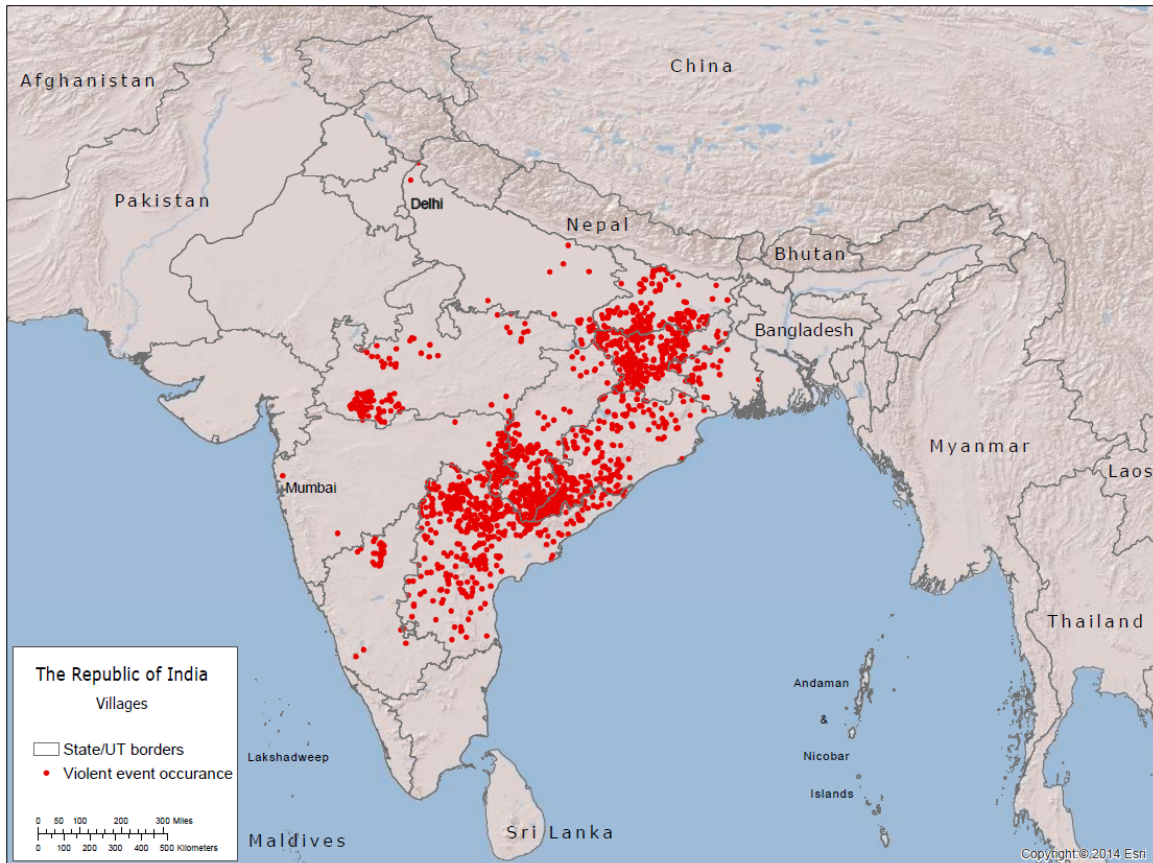 Afghanistan
China
Pakistan
Delhi
Nepal
Bhutan
Bangladesh
Myanmar
Laos
Mumbai
Thailand
The Republic of India
Villages
State/UT borders
Violent event occurance
0 50 100 200 300 Miles
0 100 200 300 400 500 Kilometers
Lakshadweep
Maldives
Sri Lanka
Andaman
&
Nicobar
Islands
Copyright:© 2014 Esri